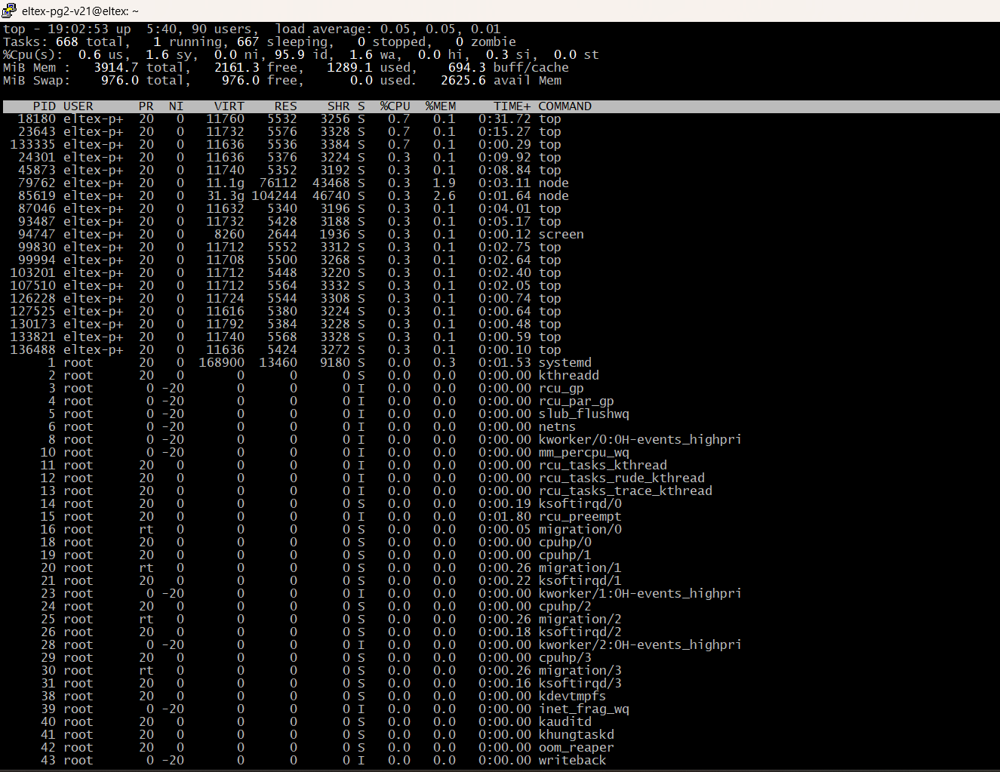 eltex-pg2-v21@eltex: ~
top - 19:02:53 up  5:40, 90 users,  load average: 0.05, 0.05, 0.01
Tasks: 668 total,   1 running, 667 sleeping,   0 stopped,   0 zombie
%Cpu(s):  0.6 us,  1.6 sy,  0.0 ni, 95.9 id,  1.6 wa,  0.0 hi,  0.3 si,  0.0 st
MiB Mem :   3914.7 total,   2161.3 free,   1289.1 used,    694.3 buff/cache
MiB Swap:    976.0 total,    976.0 free,      0.0 used.   2625.6 avail Mem
PID USER PR NI VIRT RES SHR S %CPU %MEM TIME+ COMMAND
18180 eltex-p+ 20 0 11760 5532 3256 S 0.7 0.1 0:31.72 top
23643 eltex-p+ 20 0 11732 5576 3328 S 0.7 0.1 0:15.27 top
133335 eltex-p+ 20 0 11636 5536 3384 S 0.7 0.1 0:00.29 top
24301 eltex-p+ 20 0 11636 5376 3224 S 0.3 0.1 0:09.92 top
45873 eltex-p+ 20 0 11740 5352 3192 S 0.3 0.1 0:08.84 top
79762 eltex-p+ 20 0 11.1g 76112 43468 S 0.3 1.9 0:03.11 node
85619 eltex-p+ 20 0 31.3g 104244 46740 S 0.3 2.6 0:01.64 node
87046 eltex-p+ 20 0 11632 5340 3196 S 0.3 0.1 0:04.01 top
93487 eltex-p+ 20 0 11732 5428 3188 S 0.3 0.1 0:05.17 top
94747 eltex-p+ 20 0 8260 2644 1936 S 0.3 0.1 0:00.12 screen
99830 eltex-p+ 20 0 11712 5552 3312 S 0.3 0.1 0:02.75 top
99994 eltex-p+ 20 0 11708 5500 3268 S 0.3 0.1 0:02.64 top
103201 eltex-p+ 20 0 11712 5448 3220 S 0.3 0.1 0:02.40 top
107510 eltex-p+ 20 0 11712 5564 3332 S 0.3 0.1 0:02.05 top
126228 eltex-p+ 20 0 11724 5544 3308 S 0.3 0.1 0:00.74 top
127525 eltex-p+ 20 0 11616 5380 3224 S 0.3 0.1 0:00.64 top
130173 eltex-p+ 20 0 11792 5384 3228 S 0.3 0.1 0:00.48 top
133821 eltex-p+ 20 0 11740 5568 3328 S 0.3 0.1 0:00.59 top
136488 eltex-p+ 20 0 11636 5424 3272 S 0.3 0.1 0:00.10 top
1 root 20 0 168900 13460 9180 S 0.0 0.3 0:01.53 systemd
2 root 20 0 0 0 0 S 0.0 0.0 0:00.00 kthreadd
3 root 0 -20 0 0 0 I 0.0 0.0 0:00.00 rcu_gp
4 root 0 -20 0 0 0 I 0.0 0.0 0:00.00 rcu_par_gp
5 root 0 -20 0 0 0 I 0.0 0.0 0:00.00 slub_flushwq
6 root 0 -20 0 0 0 I 0.0 0.0 0:00.00 netns
8 root 0 -20 0 0 0 I 0.0 0.0 0:00.00 kworker/0:0H-events_highpri
10 root 0 -20 0 0 0 I 0.0 0.0 0:00.00 mm_percpu_wq
11 root 20 0 0 0 0 I 0.0 0.0 0:00.00 rcu_tasks_kthread
12 root 20 0 0 0 0 I 0.0 0.0 0:00.00 rcu_tasks_rude_kthread
13 root 20 0 0 0 0 I 0.0 0.0 0:00.00 rcu_tasks_trace_kthread
14 root 20 0 0 0 0 S 0.0 0.0 0:00.19 ksoftirqd/0
15 root 20 0 0 0 0 I 0.0 0.0 0:01.80 rcu_preempt
16 root rt 0 0 0 0 S 0.0 0.0 0:00.05 migration/0
18 root 20 0 0 0 0 S 0.0 0.0 0:00.00 cpuhp/0
19 root 20 0 0 0 0 S 0.0 0.0 0:00.00 cpuhp/1
20 root rt 0 0 0 0 S 0.0 0.0 0:00.26 migration/1
21 root 20 0 0 0 0 S 0.0 0.0 0:00.22 ksoftirqd/1
23 root 0 -20 0 0 0 I 0.0 0.0 0:00.00 kworker/1:0H-events_highpri
24 root 20 0 0 0 0 S 0.0 0.0 0:00.00 cpuhp/2
25 root rt 0 0 0 0 S 0.0 0.0 0:00.26 migration/2
26 root 20 0 0 0 0 S 0.0 0.0 0:00.18 ksoftirqd/2
28 root 0 -20 0 0 0 I 0.0 0.0 0:00.00 kworker/2:0H-events_highpri
29 root 20 0 0 0 0 S 0.0 0.0 0:00.00 cpuhp/3
30 root rt 0 0 0 0 S 0.0 0.0 0:00.26 migration/3
31 root 20 0 0 0 0 S 0.0 0.0 0:00.16 ksoftirqd/3
38 root 20 0 0 0 0 S 0.0 0.0 0:00.00 kdevtmpfs
39 root 0 -20 0 0 0 I 0.0 0.0 0:00.00 inet_frag_wq
40 root 20 0 0 0 0 S 0.0 0.0 0:00.00 kauditd
41 root 20 0 0 0 0 S 0.0 0.0 0:00.00 khungtaskd
42 root 20 0 0 0 0 S 0.0 0.0 0:00.00 oom_reaper
43 root 0 -20 0 0 0 I 0.0 0.0 0:00.00 writeback